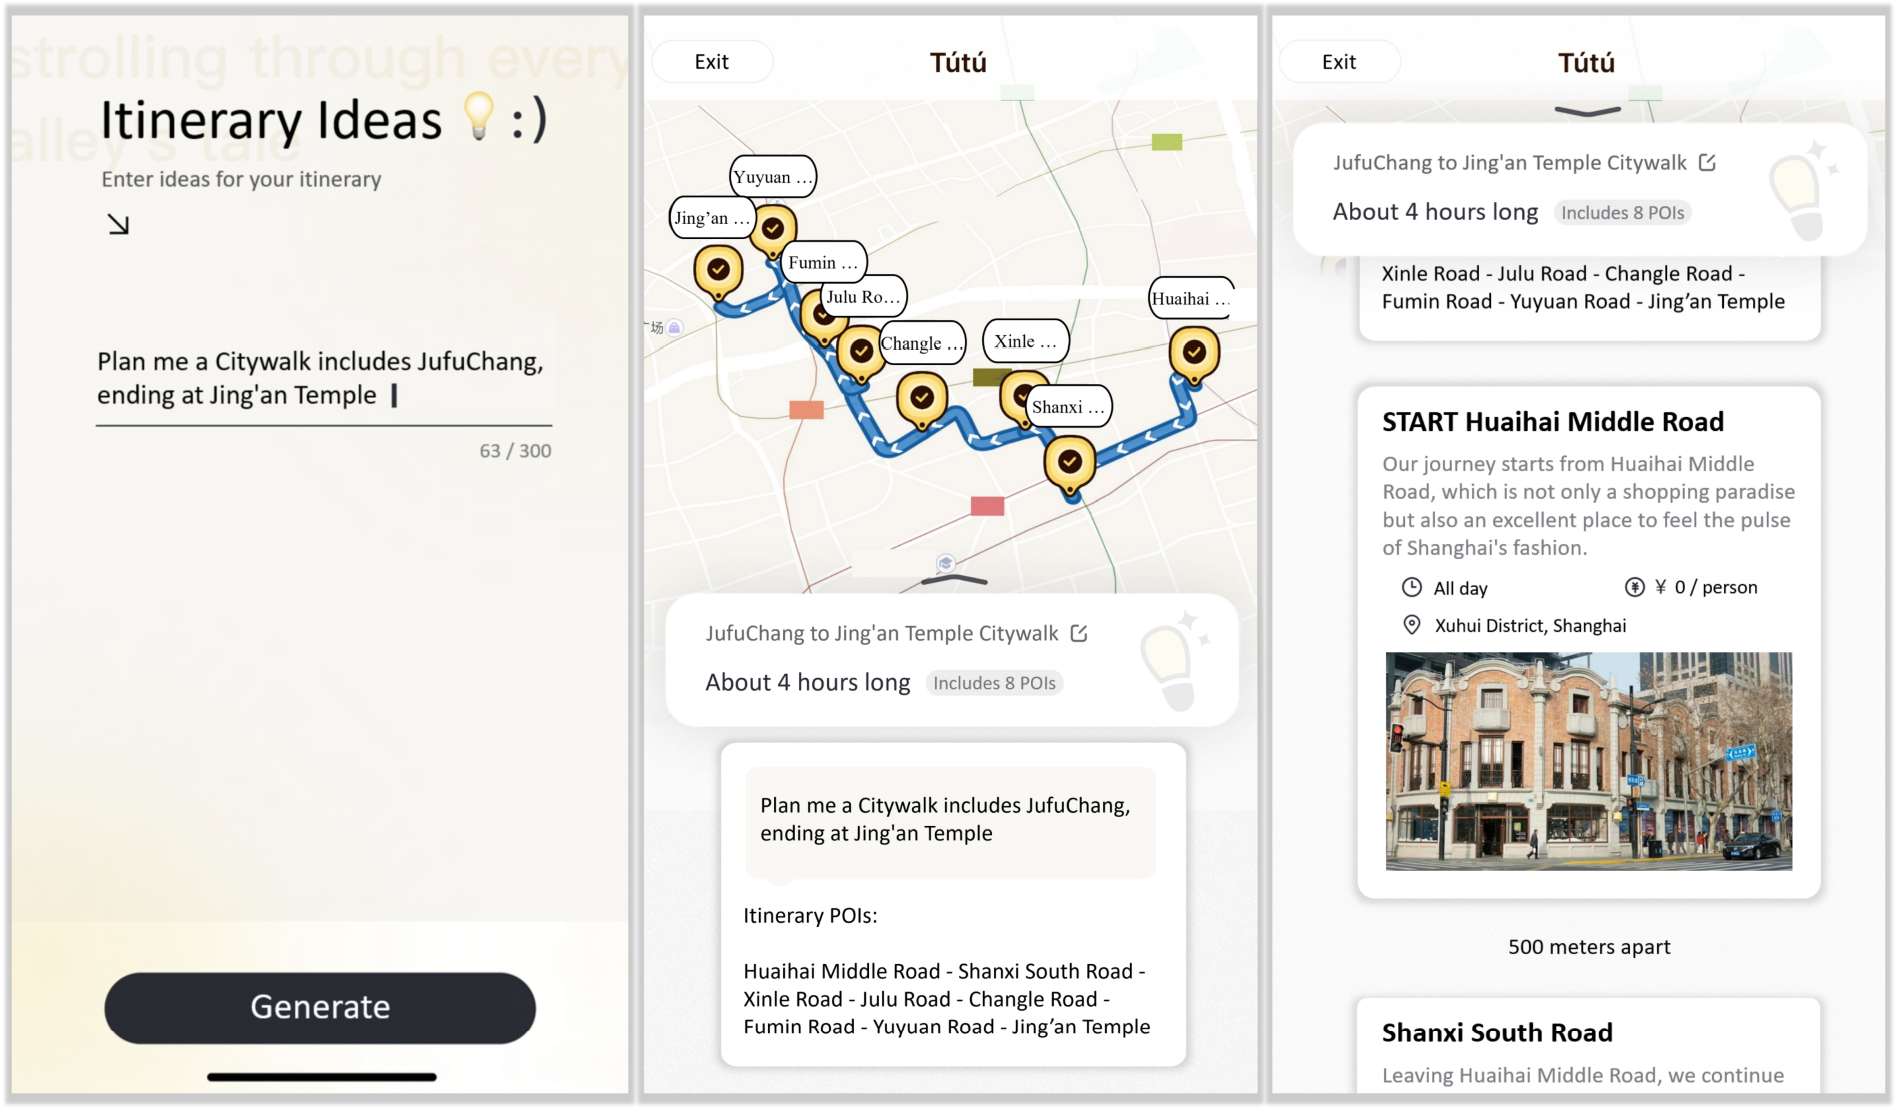 strolling through every
alley's tale
Itinerary Ideas 💡 :)
Enter ideas for your itinerary
Plan me a Citywalk includes JufuChang,
ending at Jing'an Temple
63 / 300
Generate
Exit
Tútú
Yuyuan ...
Jing'an ...
Fumin ...
Julu Ro...
Huaihai ...
Changle ...
Xinle ...
Shanxi ...
广场
JufuChang to Jing'an Temple Citywalk
About 4 hours long
Includes 8 POIs
Plan me a Citywalk includes JufuChang,
ending at Jing'an Temple
Itinerary POIs:
Huaihai Middle Road - Shanxi South Road -
Xinle Road - Julu Road - Changle Road -
Fumin Road - Yuyuan Road - Jing'an Temple
Exit
Tútú
JufuChang to Jing'an Temple Citywalk
About 4 hours long
Includes 8 POIs
Xinle Road - Julu Road - Changle Road -
Fumin Road - Yuyuan Road - Jing'an Temple
START Huaihai Middle Road
Our journey starts from Huaihai Middle
Road, which is not only a shopping paradise
but also an excellent place to feel the pulse
of Shanghai's fashion.
All day
¥ 0 / person
Xuhui District, Shanghai
500 meters apart
Shanxi South Road
Leaving Huaihai Middle Road, we continue